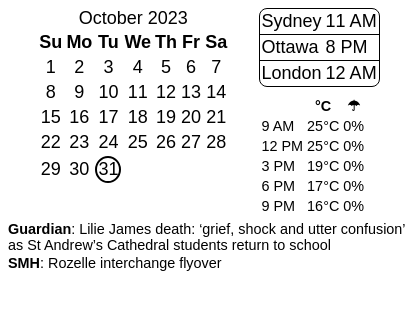 October 2023
Su Mo Tu We Th Fr Sa
1 2 3 4 5 6 7
8 9 10 11 12 13 14
15 16 17 18 19 20 21
22 23 24 25 26 27 28
29 30 31
Sydney 11 AM
Ottawa 8 PM
London 12 AM
°C ☂
9 AM 25°C 0%
12 PM 25°C 0%
3 PM 19°C 0%
6 PM 17°C 0%
9 PM 16°C 0%
Guardian: Lilie James death: ‘grief, shock and utter confusion’
as St Andrew’s Cathedral students return to school
SMH: Rozelle interchange flyover